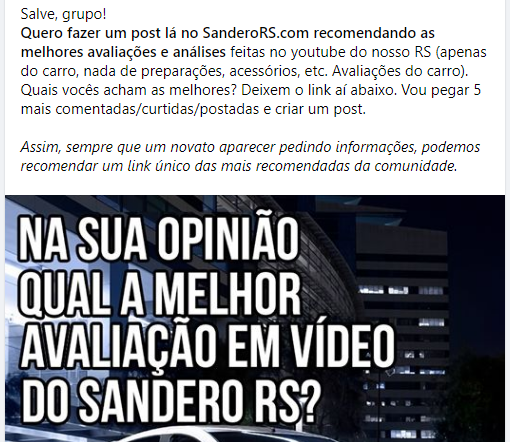 Salve, grupo!
Quero fazer um post lá no SanderoRS.com recomendando as
melhores avaliações e análises feitas no youtube do nosso RS (apenas
do carro, nada de preparações, acessórios, etc. Avaliações do carro).
Quais vocês acham as melhores? Deixem o link aí abaixo. Vou pegar 5
mais comentadas/curtidas/postadas e criar um post.
Assim, sempre que um novato aparecer pedindo informações, podemos
recomendar um link único das mais recomendadas da comunidade.
NA SUA OPINIÃO
QUAL A MELHOR
AVALIAÇÃO EM VÍDEO
DO SANDERO RS?